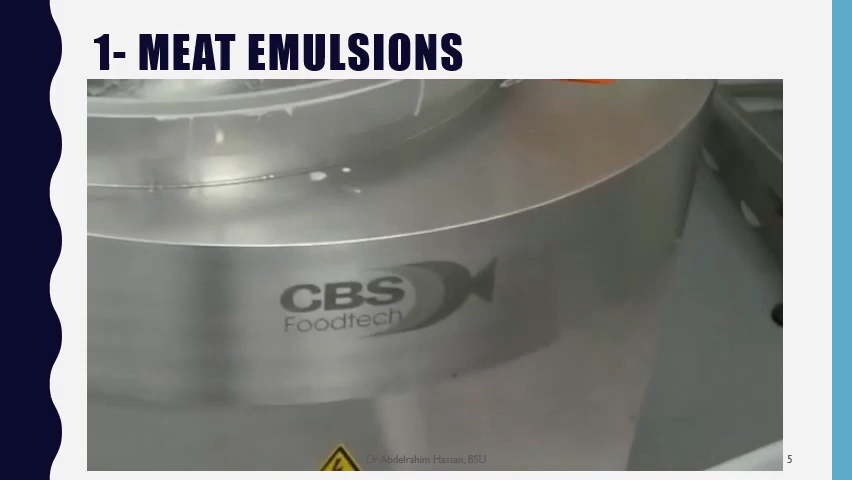 1- MEAT EMULSIONS
CBS
Foodtech
Dr.Abdelrahim Hassan, BSU
5